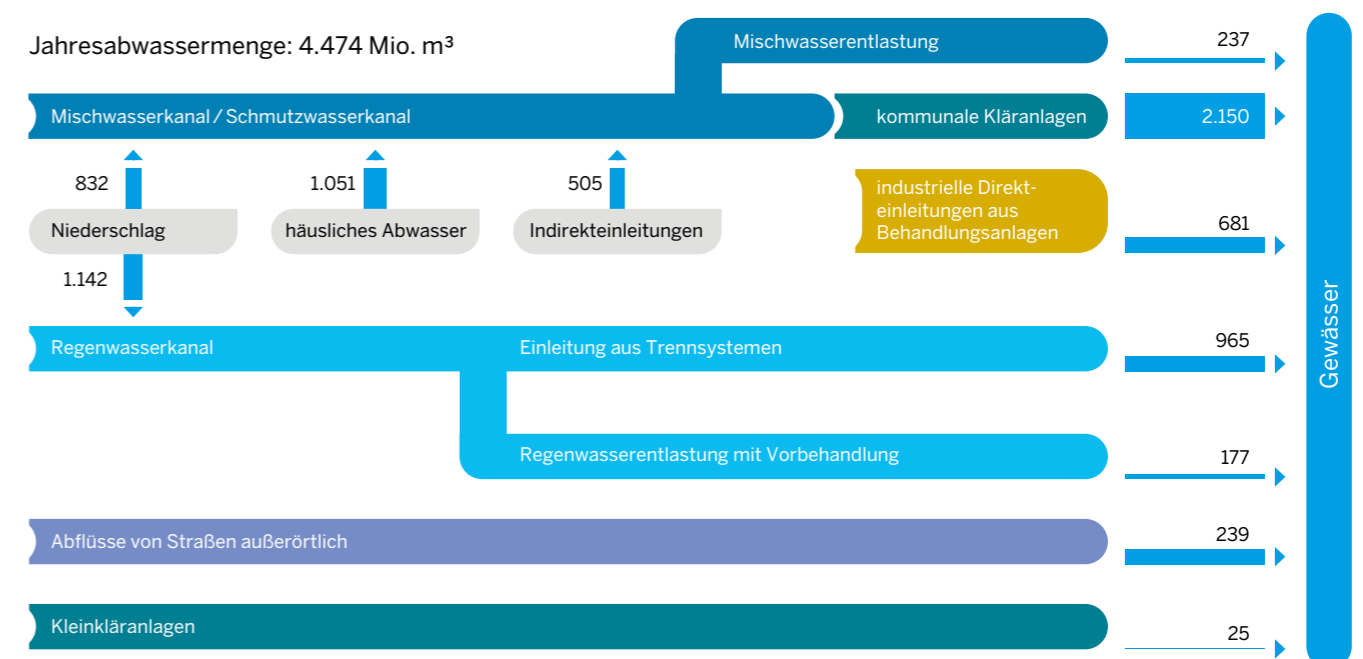 Jahresabwassermenge: 4.474 Mio. m³
Mischwasserentlastung
237
Mischwasserkanal / Schmutzwasserkanal
kommunale Kläranlagen
2.150
832
1.051
505
Niederschlag
häusliches Abwasser
Indirekteinleitungen
industrielle Direkt-
einleitungen aus
Behandlungsanlagen
681
1.142
Regenwasserkanal
Einleitung aus Trennsystemen
965
Regenwasserentlastung mit Vorbehandlung
177
Abflüsse von Straßen außerörtlich
239
Kleinkläranlagen
25
Gewässer